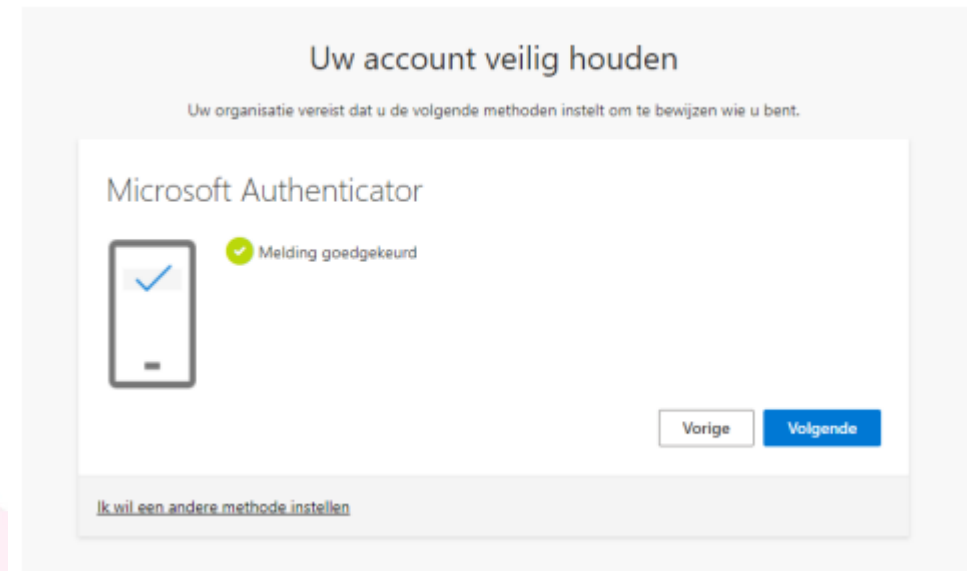 Uw account veilig houden
Uw organisatie vereist dat u de volgende methoden instelt om te bewijzen wie u bent.
Microsoft Authenticator
Melding goedgekeurd
Vorige
Volgende
Ik wil een andere methode instellen